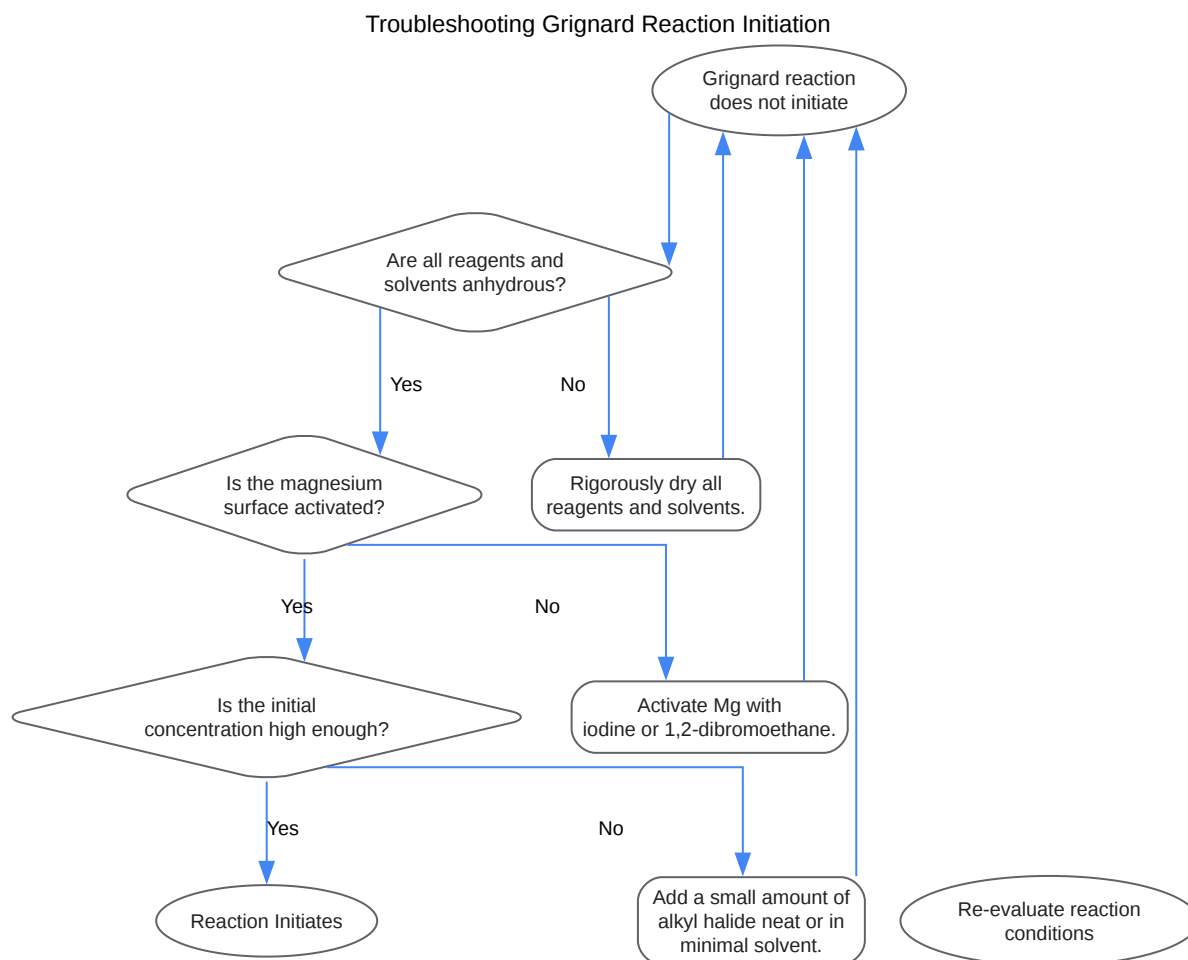 Troubleshooting Grignard Reaction Initiation
Grignard reaction
does not initiate
Are all reagents and
solvents anhydrous?
Yes
No
Is the magnesium
surface activated?
Rigorously dry all
reagents and solvents.
Yes
No
Is the initial
concentration high enough?
Activate Mg with
iodine or 1,2-dibromoethane.
Yes
No
Reaction Initiates
Add a small amount of
alkyl halide neat or in
minimal solvent.
Re-evaluate reaction
conditions